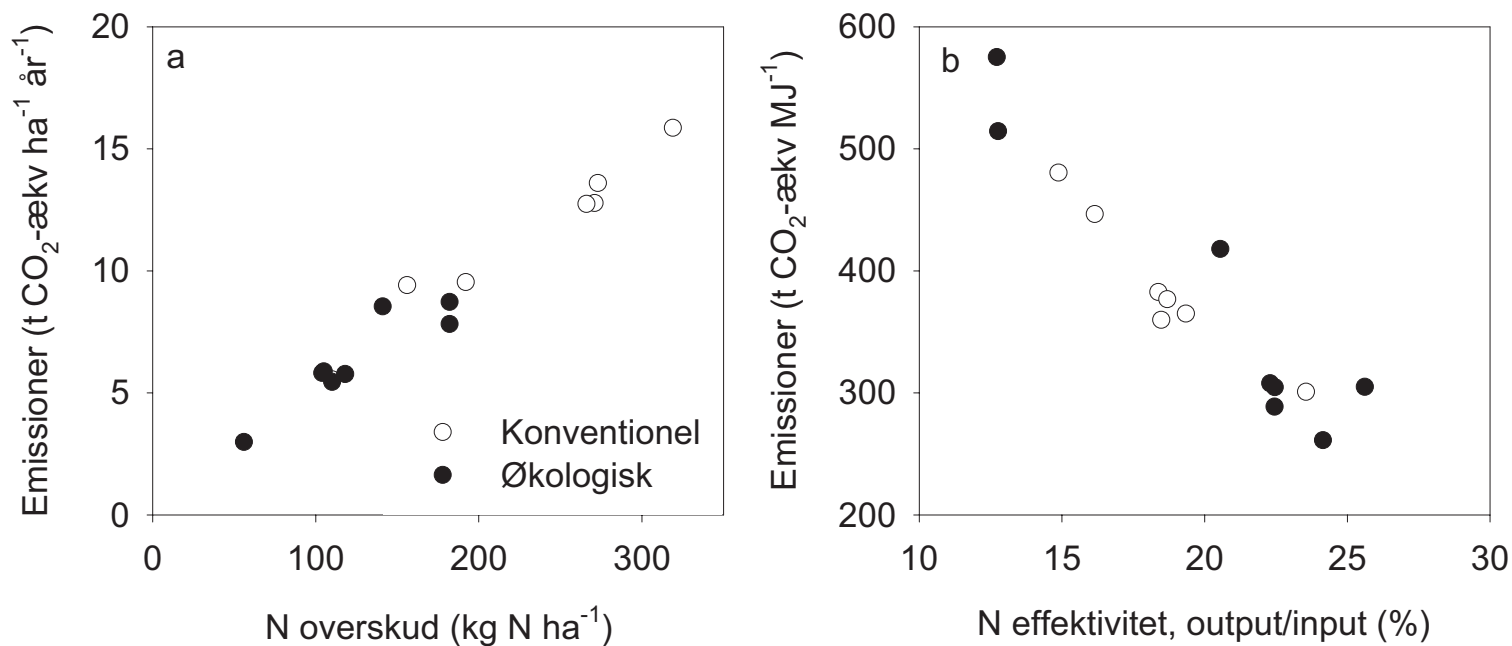 Emissioner (t CO₂-ækv ha⁻¹ år⁻¹)
20
15
10
5
0
a
Konventionel
Økologisk
0 100 200 300
N overskud (kg N ha⁻¹)
Emissioner (t CO₂-ækv MJ⁻¹)
600
500
400
300
200
b
10 15 20 25 30
N effektivitet, output/input (%)